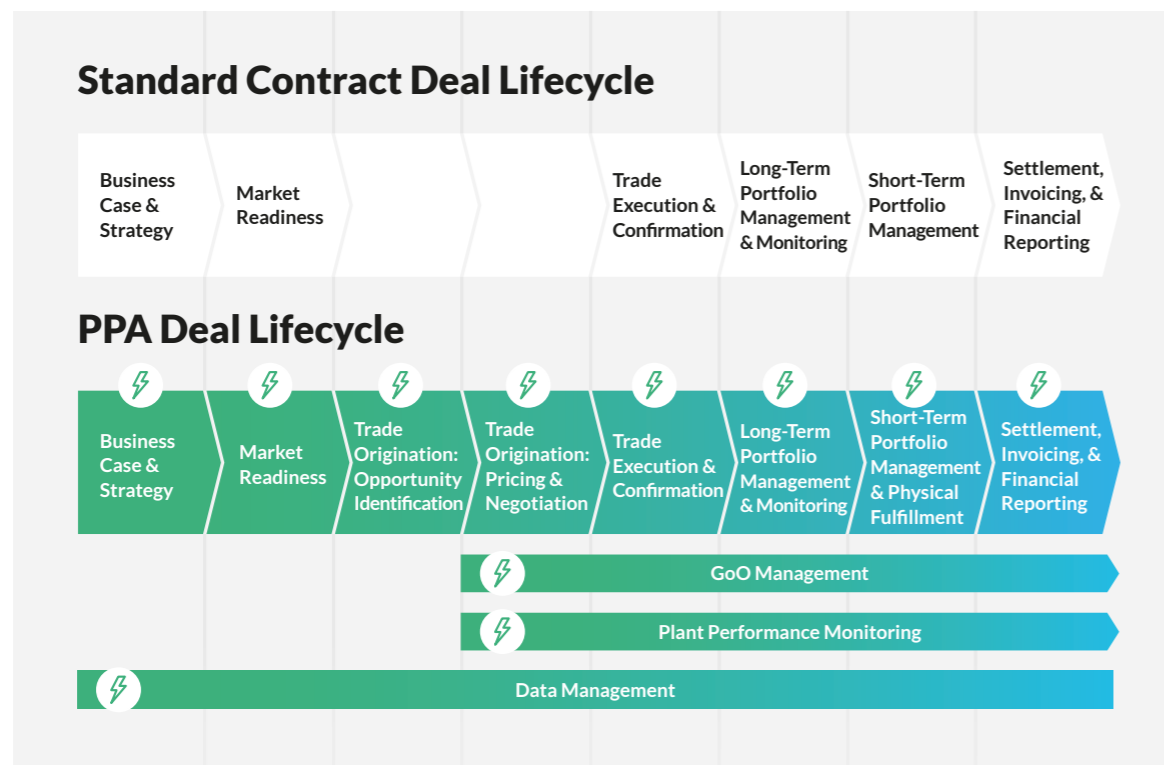 Standard Contract Deal Lifecycle
Business
Case &
Strategy
Market
Readiness
Trade
Execution &
Confirmation
Long-Term
Portfolio
Management
& Monitoring
Short-Term
Portfolio
Management
Settlement,
Invoicing, &
Financial
Reporting
PPA Deal Lifecycle
Business
Case &
Strategy
Market
Readiness
Trade
Origination:
Opportunity
Identification
Trade
Origination:
Pricing &
Negotiation
Trade
Execution &
Confirmation
Long-Term
Portfolio
Management
& Monitoring
Short-Term
Portfolio
Management
& Physical
Fulfillment
Settlement,
Invoicing, &
Financial
Reporting
GoO Management
Plant Performance Monitoring
Data Management